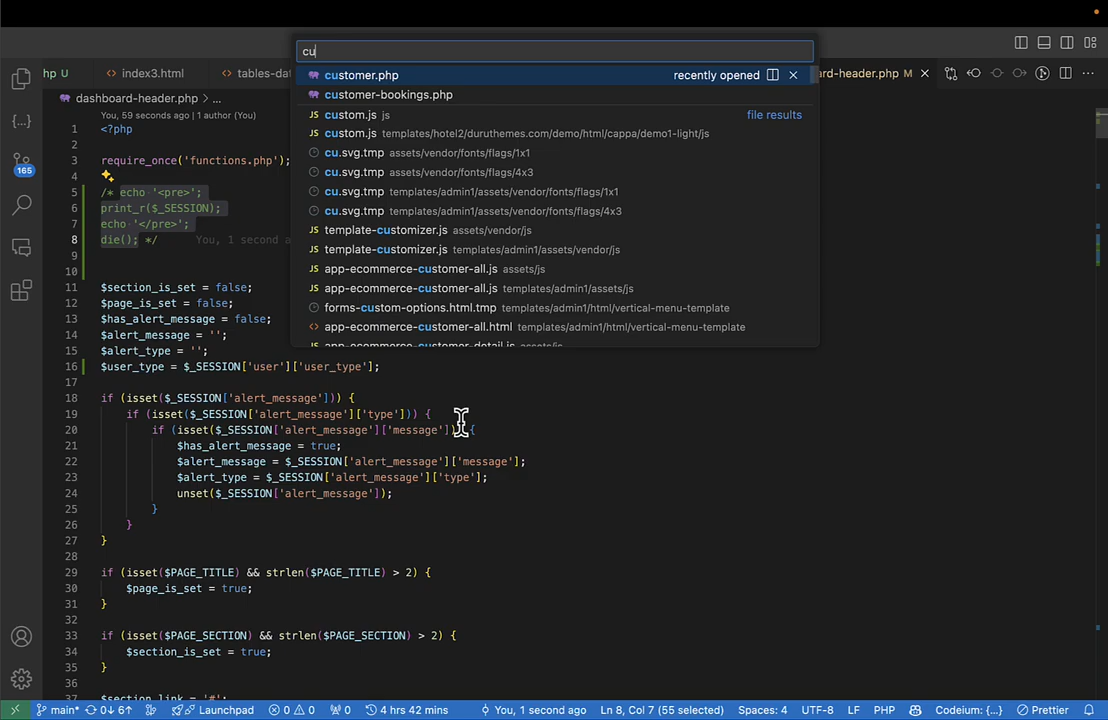 cu
hp U
index3.html
tables-dat
ard-header.php M
customer.php recently opened
customer-bookings.php
custom.js js file results
custom.js templates/hotel2/duruthemes.com/demo/html/cappa/demo1-light/js
cu.svg.tmp assets/vendor/fonts/flags/1x1
cu.svg.tmp assets/vendor/fonts/flags/4x3
cu.svg.tmp templates/admin1/assets/vendor/fonts/flags/1x1
cu.svg.tmp templates/admin1/assets/vendor/fonts/flags/4x3
template-customizer.js assets/vendor/js
template-customizer.js templates/admin1/assets/vendor/js
app-ecommerce-customer-all.js assets/js
app-ecommerce-customer-all.js templates/admin1/assets/js
forms-custom-options.html.tmp templates/admin1/html/vertical-menu-template
app-ecommerce-customer-all.html templates/admin1/html/vertical-menu-template
app-ecommerce-customer-detail.js assets/js
dashboard-header.php > ...
You, 59 seconds ago | 1 author (You)
1 <?php
2
3 require_once('functions.php');
4
5 /* echo '<pre>';
6 print_r($_SESSION);
7 echo '</pre>';
8 die(); */ You, 1 second a
9
10
11 $section_is_set = false;
12 $page_is_set = false;
13 $has_alert_message = false;
14 $alert_message = '';
15 $alert_type = '';
16 $user_type = $_SESSION['user']['user_type'];
17
18 if (isset($_SESSION['alert_message'])) {
19 if (isset($_SESSION['alert_message']['type'])) {
20 if (isset($_SESSION['alert_message']['message'])) {
21 $has_alert_message = true;
22 $alert_message = $_SESSION['alert_message']['message'];
23 $alert_type = $_SESSION['alert_message']['type'];
24 unset($_SESSION['alert_message']);
25 }
26 }
27 }
28
29 if (isset($PAGE_TITLE) && strlen($PAGE_TITLE) > 2) {
30 $page_is_set = true;
31 }
32
33 if (isset($PAGE_SECTION) && strlen($PAGE_SECTION) > 2) {
34 $section_is_set = true;
35 }
36
37 $section_link = '#';
165
main* 0↓ 6↑ Launchpad 0 0 0 4 hrs 42 mins You, 1 second ago Ln 8, Col 7 (55 selected) Spaces: 4 UTF-8 LF PHP Codeium: {...} Prettier